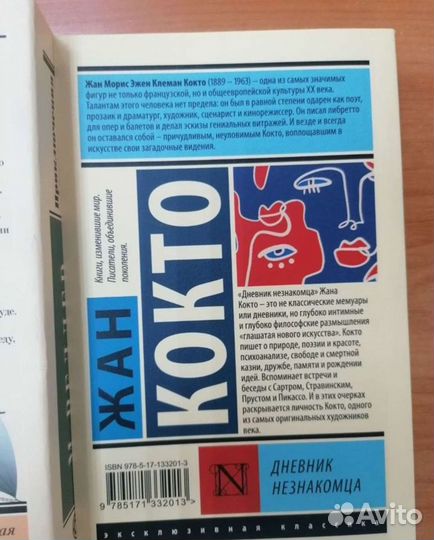 Жан Морис Эжен Клеман Кокто (1889 – 1963) – одна из самых значимых
фигур не только французской, но и общеевропейской культуры XX века.
Талантам этого человека нет предела: он был в равной степени одарен как поэт,
прозаик и драматург, художник, сценарист и кинорежиссер. Он писал либретто
для опер и балетов и делал эскизы гениальных витражей. И везде и всегда
он оставался собой – причудливым, неуловимым Кокто, воплощавшим
в искусстве свои загадочные видения.
Книги, изменившие мир.
Писатели, объединившие
поколения.
ЖАН
КОКТО
«Дневник незнакомца» Жана
Кокто – это не классические мемуары
или дневники, но глубоко интимные
и глубоко философские размышления
«глашатая нового искусства». Кокто
пишет о природе, поэзии и красоте,
психоанализе, свободе и смертной
казни, дружбе, памяти и рождении
идей. Вспоминает встречи и
беседы с Сартром, Стравинским,
Прустом и Пикассо. И в этих очерках
раскрывается личность Кокто, одного
из самых оригинальных художников
века.
ISBN 978-5-17-133201-3
9 785171 332013 >
N
ДНЕВНИК
НЕЗНАКОМЦА
эксклюзивная клас
Avito